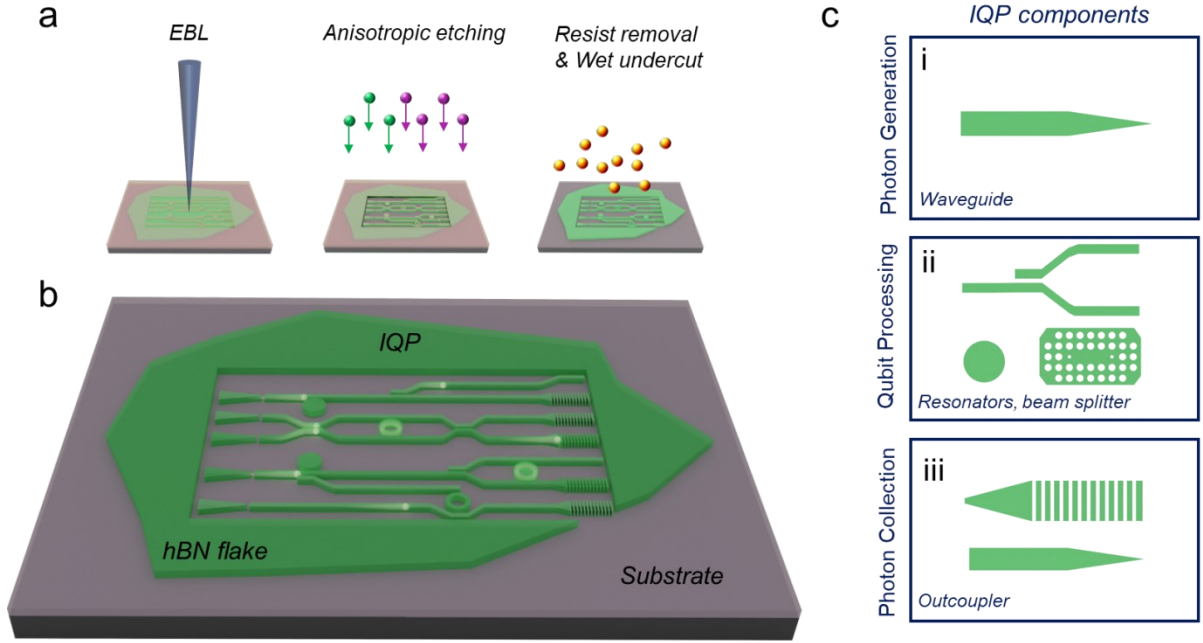 a
EBL
Anisotropic etching
Resist removal
& Wet undercut
b
IQP
hBN flake
Substrate
c
IQP components
Photon Generation
i
Waveguide
Qubit Processing
ii
Resonators, beam splitter
Photon Collection
iii
Outcoupler